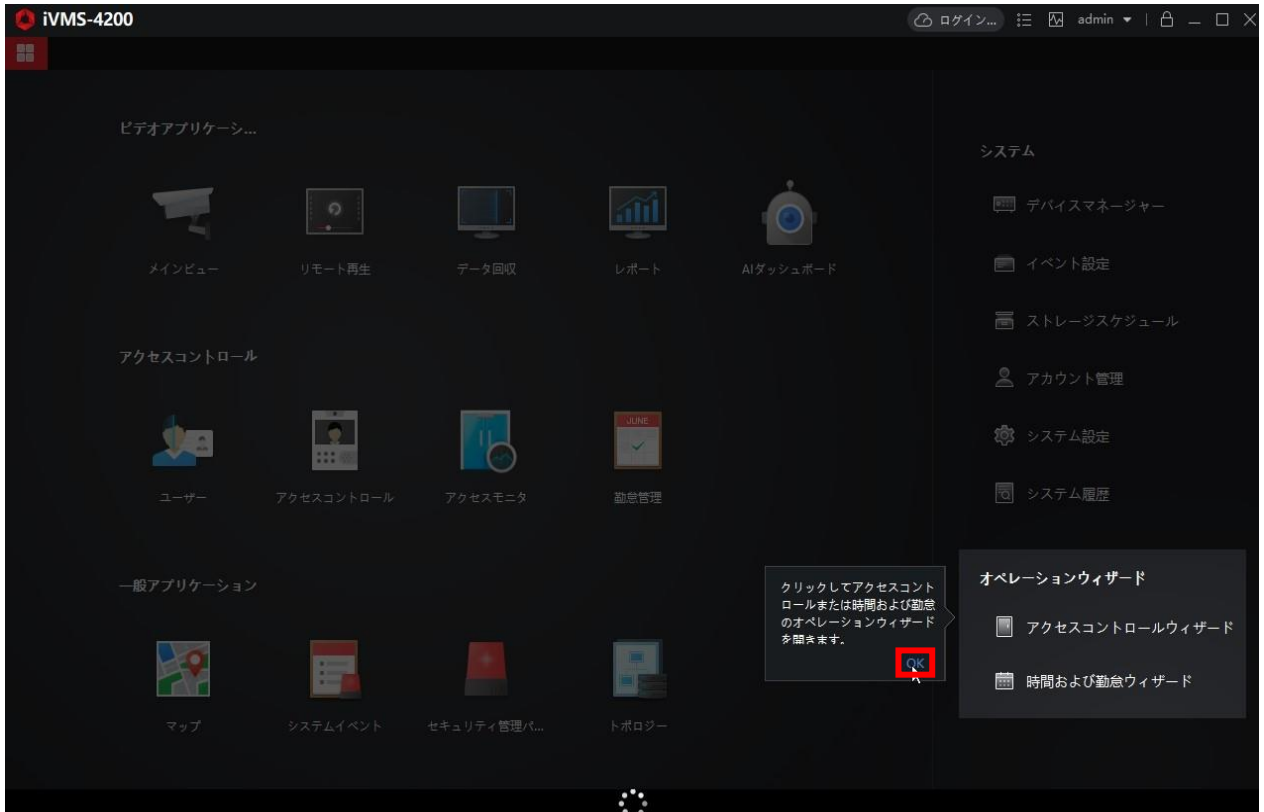 iVMS-4200
ログイン...
admin
ビデオアプリケーシ...
メインビュー
リモート再生
データ回収
レポート
AIダッシュボード
アクセスコントロール
JUNE
ユーザー
アクセスコントロール
アクセスモニタ
勤怠管理
一般アプリケーション
マップ
システムイベント
セキュリティ管理パ...
トポロジー
システム
デバイスマネージャー
イベント設定
ストレージスケジュール
アカウント管理
システム設定
システム履歴
クリックしてアクセスコント
ロールまたは時間および勤怠
のオペレーションウィザード
を開きます。
OK
オペレーションウィザード
アクセスコントロールウィザード
時間および勤怠ウィザード